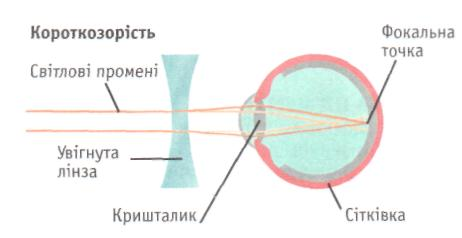 Короткозорість
Фокальна
точка
Світлові промені
Увігнута
лінза
Кришталик
Сітківка